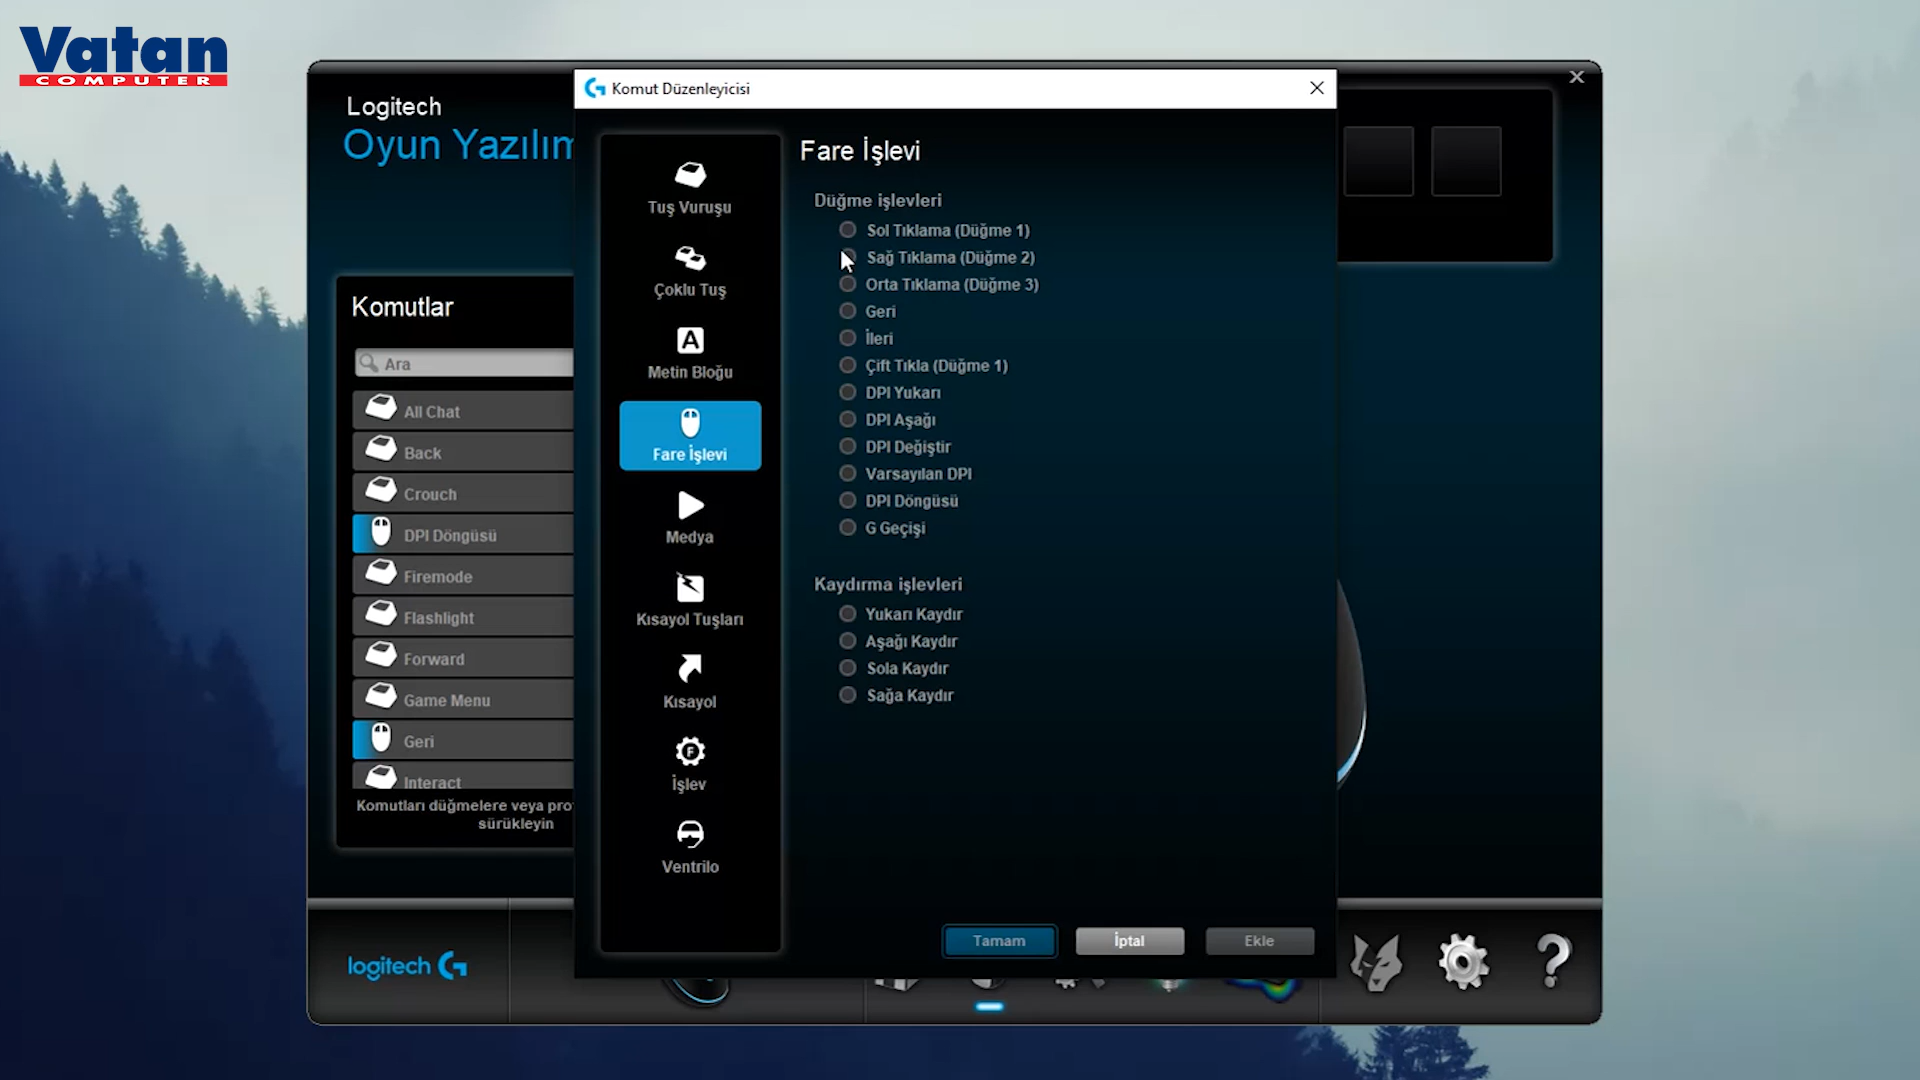 Vatan
COMPUTER
Logitech
Oyun Yazılım
Komutlar
Ara
All Chat
Back
Crouch
DPI Döngüsü
Firemode
Flashlight
Forward
Game Menu
Geri
Interact
Komutları düğmelere veya pro
sürükleyin
logitech G
Komut Düzenleyicisi
Tuş Vuruşu
Çoklu Tuş
A
Metin Bloğu
Fare İşlevi
Medya
Kısayol Tuşları
Kısayol
F
İşlev
Ventrilo
Fare İşlevi
Düğme işlevleri
Sol Tıklama (Düğme 1)
Sağ Tıklama (Düğme 2)
Orta Tıklama (Düğme 3)
Geri
İleri
Çift Tıkla (Düğme 1)
DPI Yukarı
DPI Aşağı
DPI Değiştir
Varsayılan DPI
DPI Döngüsü
G Geçişi
Kaydırma işlevleri
Yukarı Kaydır
Aşağı Kaydır
Sola Kaydır
Sağa Kaydır
Tamam
İptal
Ekle
?